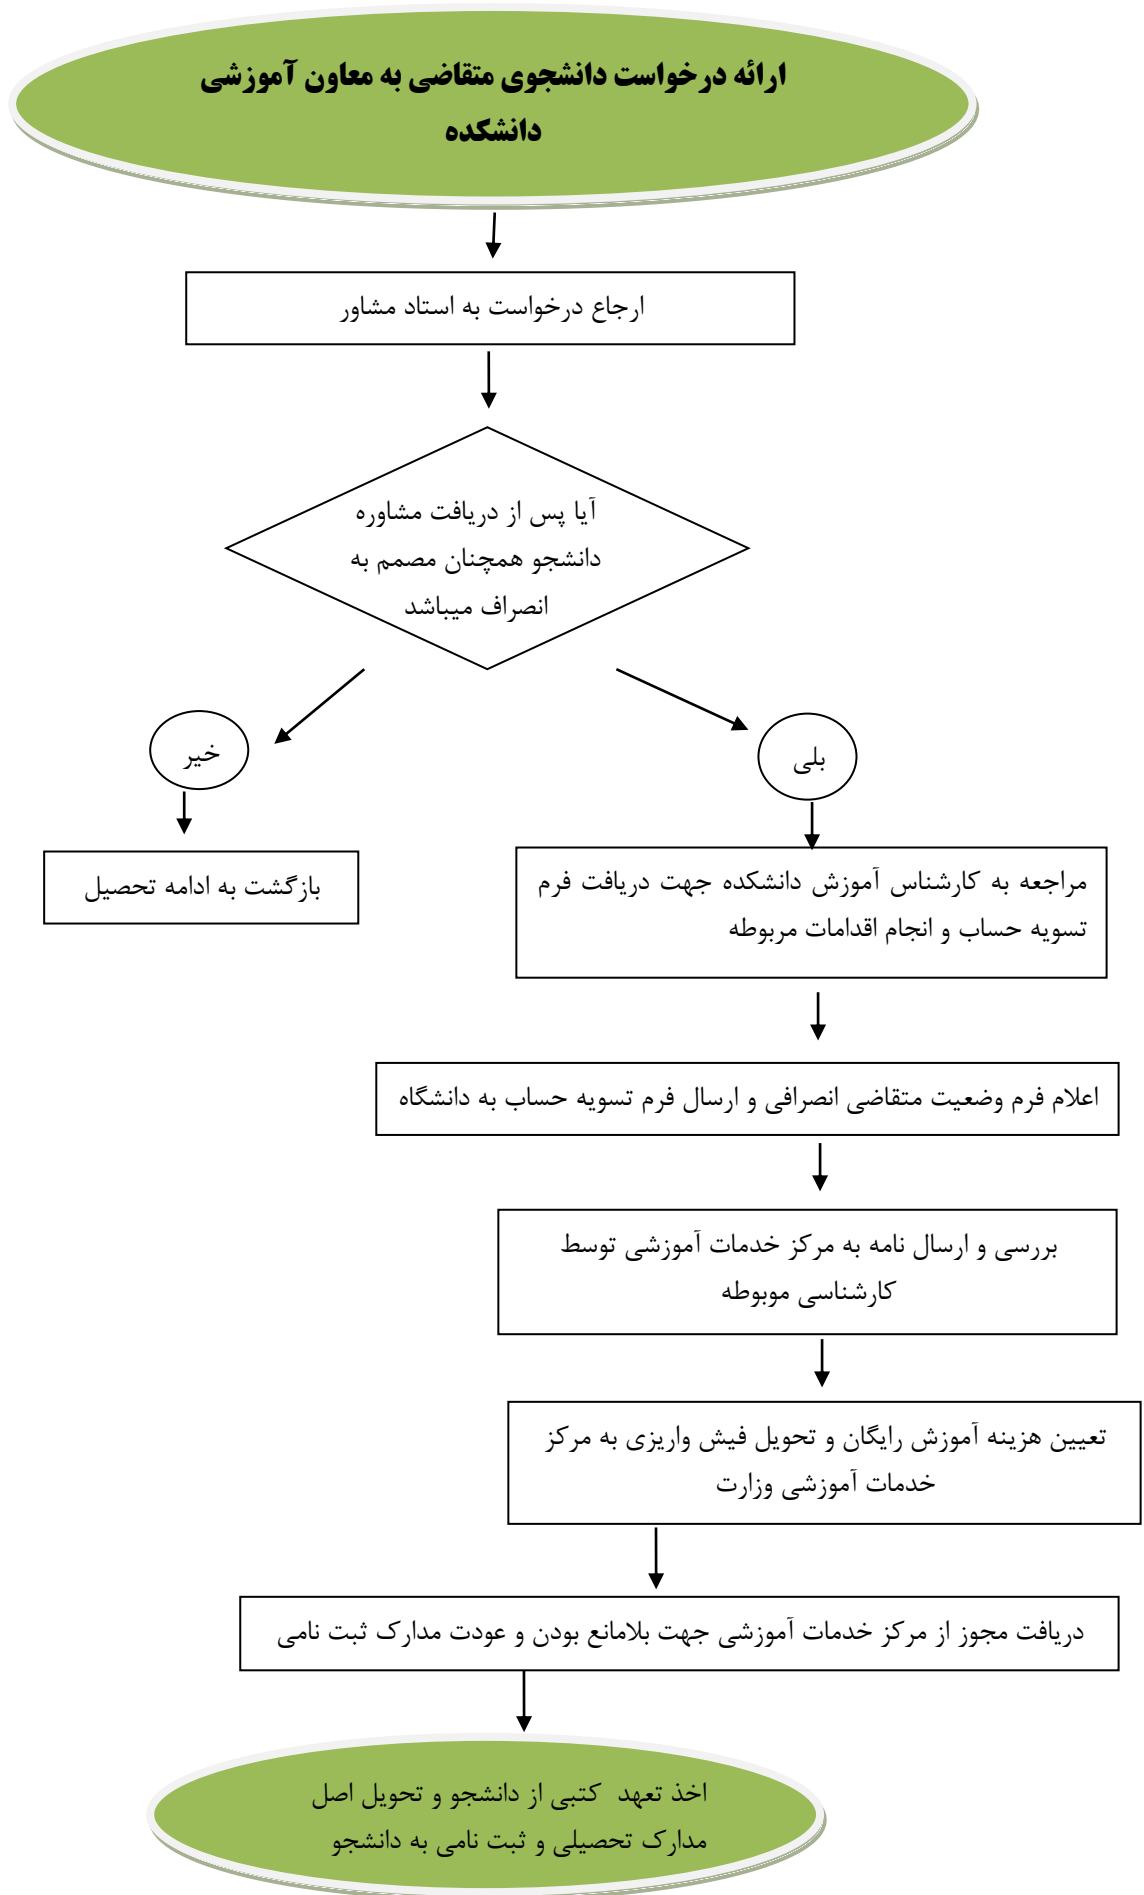 ارائه درخواست دانشجوی متقاضی به معاون آموزشی
دانشکده
ارجاع درخواست به استاد مشاور
آیا پس از دریافت مشاوره
دانشجو همچنان مصمم به
انصراف میباشد
بلی
خیر
مراجعه به کارشناس آموزش دانشکده جهت دریافت فرم
تسویه حساب و انجام اقدامات مربوطه
بازگشت به ادامه تحصیل
اعلام فرم وضعیت متقاضی انصرافی و ارسال فرم تسویه حساب به دانشگاه
بررسی و ارسال نامه به مرکز خدمات آموزشی توسط
کارشناسی موبوطه
تعیین هزینه آموزش رایگان و تحویل فیش واریزی به مرکز
خدمات آموزشی وزارت
دریافت مجوز از مرکز خدمات آموزشی جهت بلامانع بودن و عودت مدارک ثبت نامی
اخذ تعهد کتبی از دانشجو و تحویل اصل
مدارک تحصیلی و ثبت نامی به دانشجو